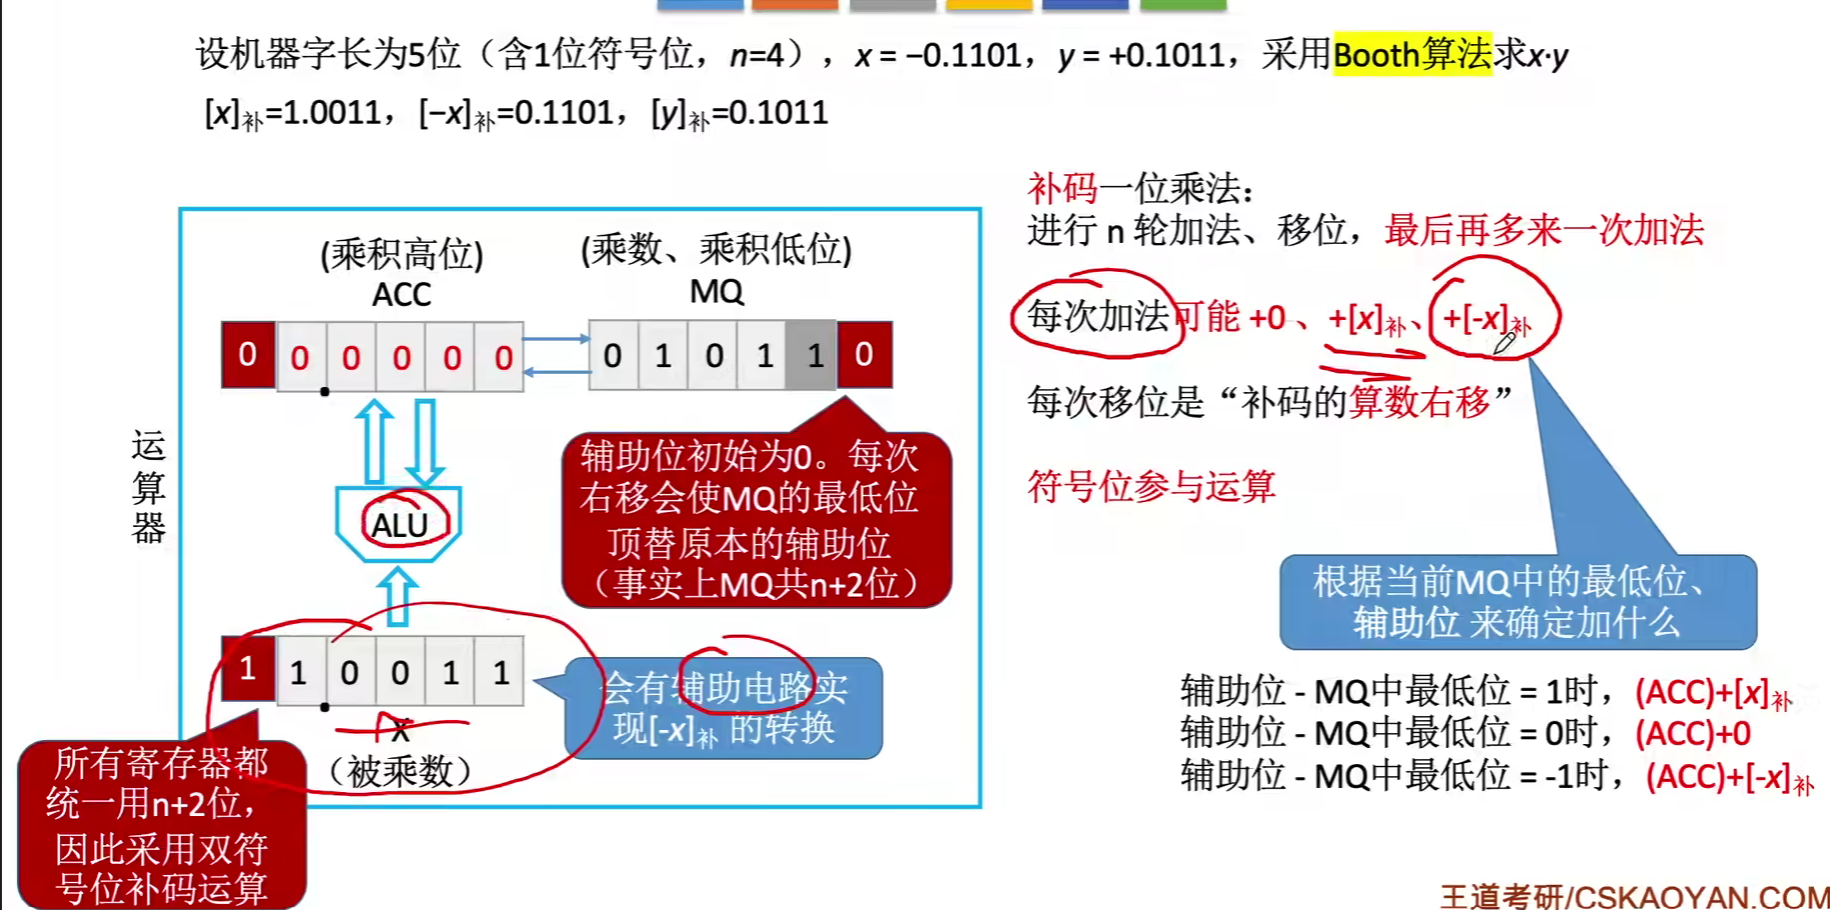 设机器字长为5位（含1位符号位，n=4），x = −0.1101，y = +0.1011，采用Booth算法求x·y
[x]补=1.0011，[−x]补=0.1101，[y]补=0.1011
补码一位乘法：
进行 n 轮加法、移位，最后再多来一次加法
每次加法可能 +0 、+[x]补、+[-x]补
每次移位是“补码的算数右移”
符号位参与运算
根据当前MQ中的最低位、
辅助位 来确定加什么
辅助位 - MQ中最低位 = 1时，(ACC)+[x]补
辅助位 - MQ中最低位 = 0时，(ACC)+0
辅助位 - MQ中最低位 = -1时，(ACC)+[-x]补
运算器
(乘积高位)
ACC
(乘数、乘积低位)
MQ
0 0 0 0 0 0
0 1 0 1 1 0
辅助位初始为0。每次
右移会使MQ的最低位
顶替原本的辅助位
（事实上MQ共n+2位）
ALU
1 1 0 0 1 1
x
（被乘数）
会有辅助电路实
现[-x]补 的转换
所有寄存器都
统一用n+2位，
因此采用双符
号位补码运算
王道考研/CSKAOYAN.COM